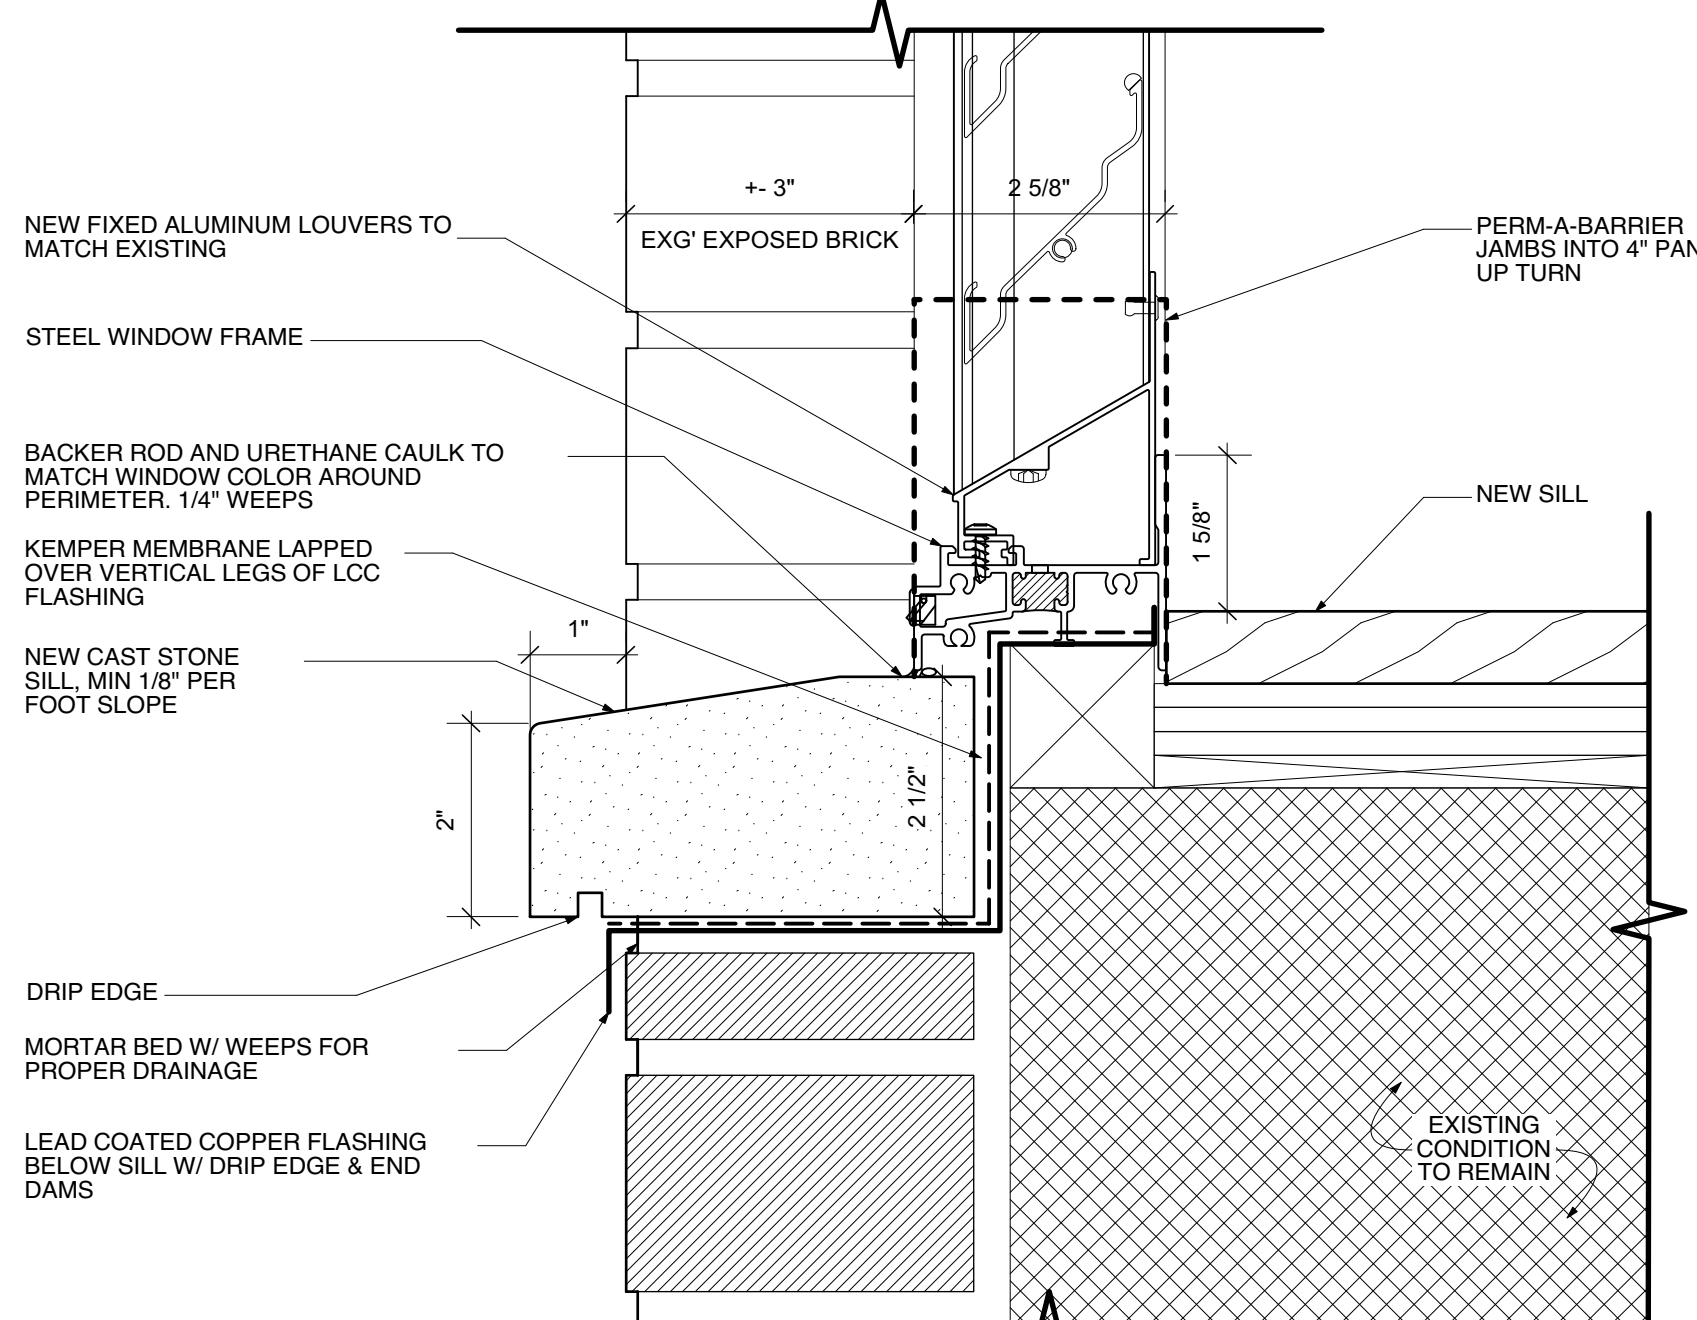 +- 3"
2 5/8"
EXG' EXPOSED BRICK
NEW FIXED ALUMINUM LOUVERS TO
MATCH EXISTING
PERM-A-BARRIER
JAMBS INTO 4" PAN
UP TURN
STEEL WINDOW FRAME
BACKER ROD AND URETHANE CAULK TO
MATCH WINDOW COLOR AROUND
PERIMETER. 1/4" WEEPS
NEW SILL
1 5/8"
KEMPER MEMBRANE LAPPED
OVER VERTICAL LEGS OF LCC
FLASHING
1"
NEW CAST STONE
SILL, MIN 1/8" PER
FOOT SLOPE
2"
2 1/2"
DRIP EDGE
MORTAR BED W/ WEEPS FOR
PROPER DRAINAGE
LEAD COATED COPPER FLASHING
BELOW SILL W/ DRIP EDGE & END
DAMS
EXISTING
CONDITION
TO REMAIN